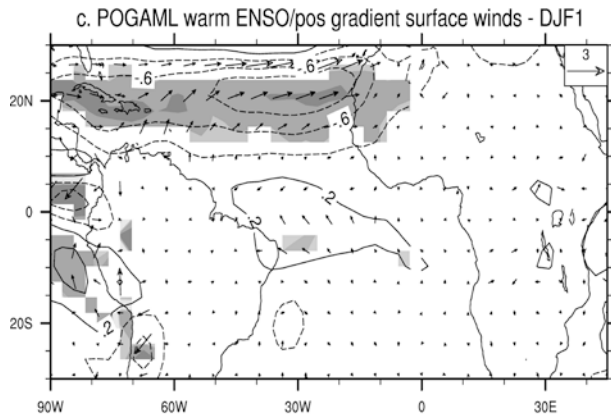 c. POGAML warm ENSO/pos gradient surface winds - DJF1
3
.6
.6
20N
.6
.2
0
.2
20S
.2
90W
60W
30W
0
30E